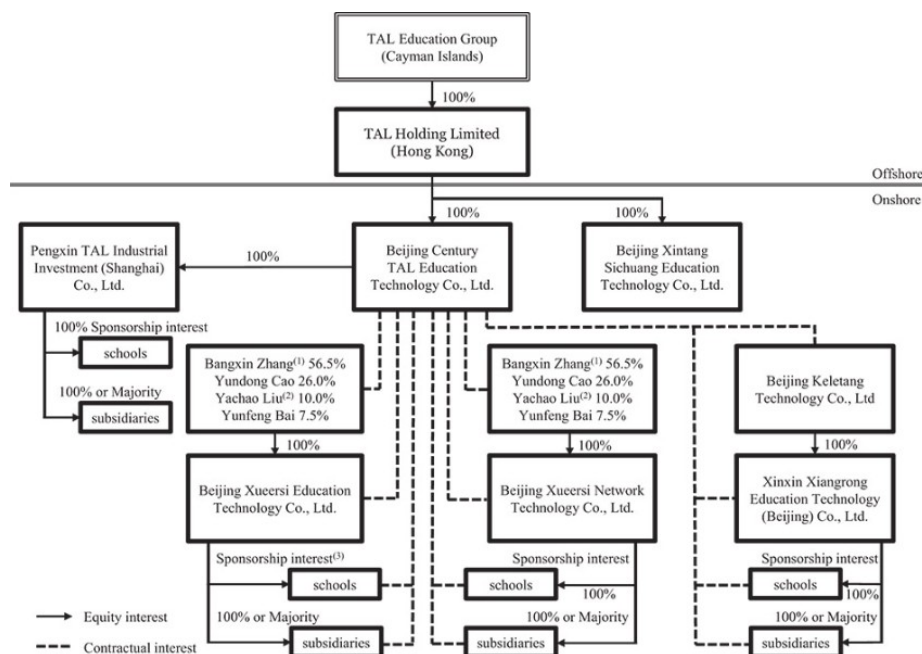 TAL Education Group
(Cayman Islands)
100%
TAL Holding Limited
(Hong Kong)
Offshore
Onshore
100%
100%
Pengxin TAL Industrial
Investment (Shanghai)
Co., Ltd.
100%
Beijing Century
TAL Education
Technology Co., Ltd.
Beijing Xintang
Sichuang Education
Technology Co., Ltd.
100% Sponsorship interest
schools
100% or Majority
subsidiaries
Bangxin Zhang(1) 56.5%
Yundong Cao 26.0%
Yachao Liu(2) 10.0%
Yunfeng Bai 7.5%
Bangxin Zhang(1) 56.5%
Yundong Cao 26.0%
Yachao Liu(2) 10.0%
Yunfeng Bai 7.5%
Beijing Keletang
Technology Co., Ltd
100%
100%
100%
Beijing Xueersi Education
Technology Co., Ltd.
Beijing Xueersi Network
Technology Co., Ltd.
Xinxin Xiangrong
Education Technology
(Beijing) Co., Ltd.
Sponsorship interest(3)
schools
100% or Majority
subsidiaries
Sponsorship interest
schools
100%
100% or Majority
subsidiaries
Sponsorship interest
schools
100%
100% or Majority
subsidiaries
Equity interest
Contractual interest